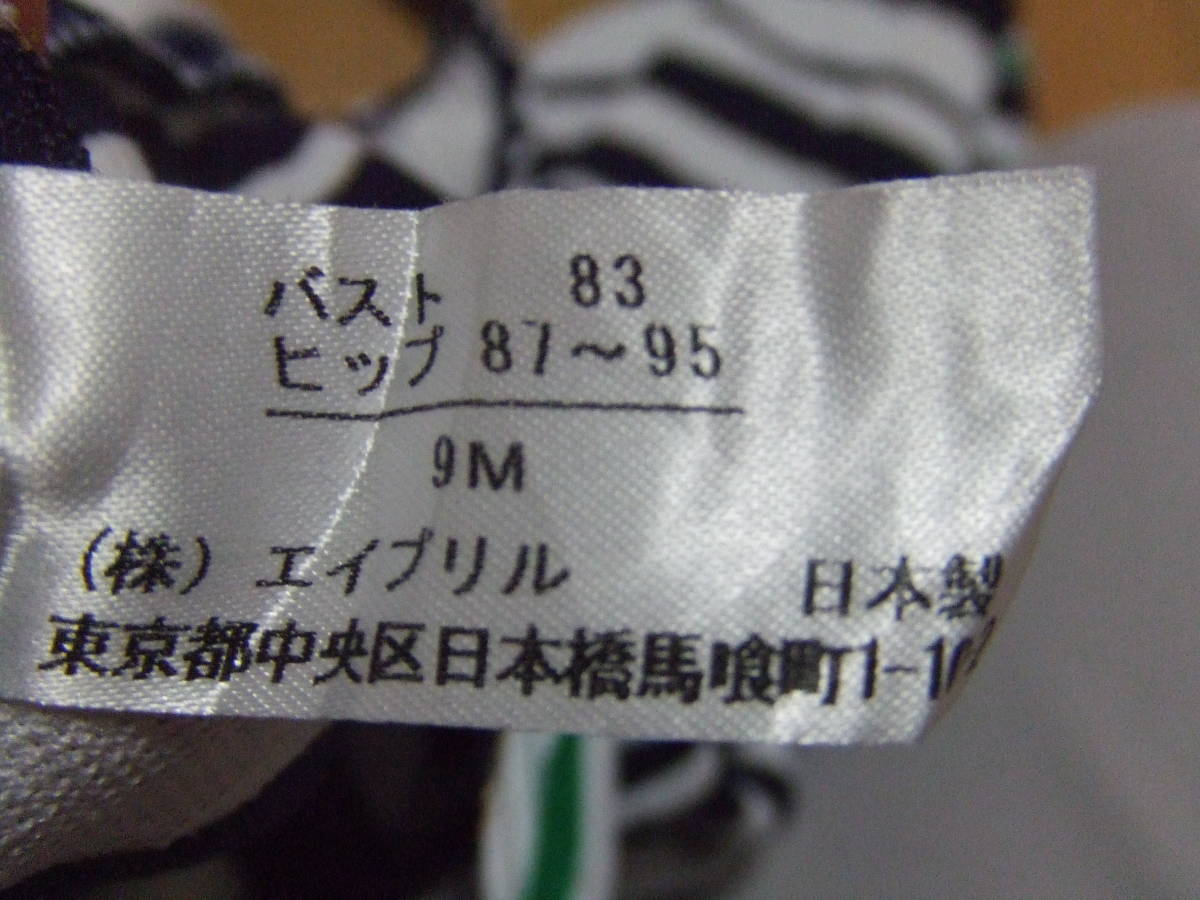 バスト 83
ヒップ 87～95
9M
(株) エイプリル 日本製
東京都中央区日本橋馬喰町1-10